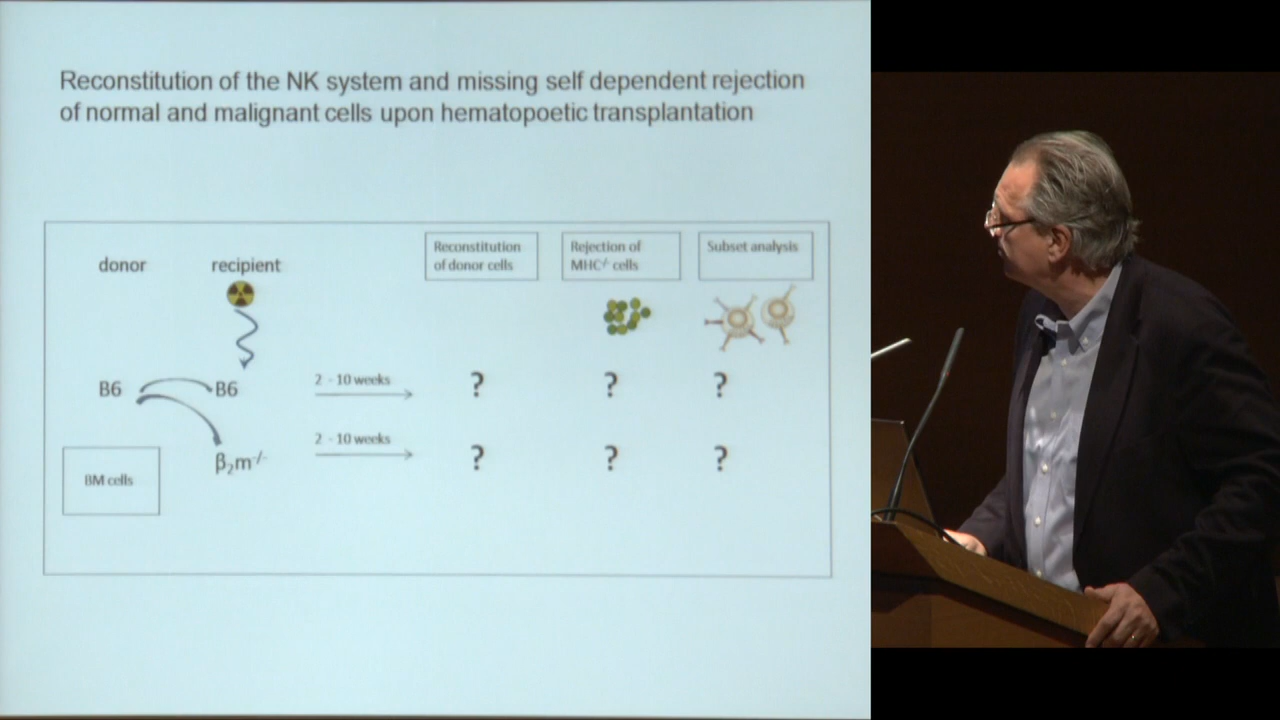 Reconstitution of the NK system and missing self dependent rejection
of normal and malignant cells upon hematopoetic transplantation
donor
recipient
Reconstitution
of donor cells
Rejection of
MHC-/- cells
Subset analysis
B6
B6
2 - 10 weeks
?
?
?
β2m-/-
2 - 10 weeks
?
?
?
BM cells